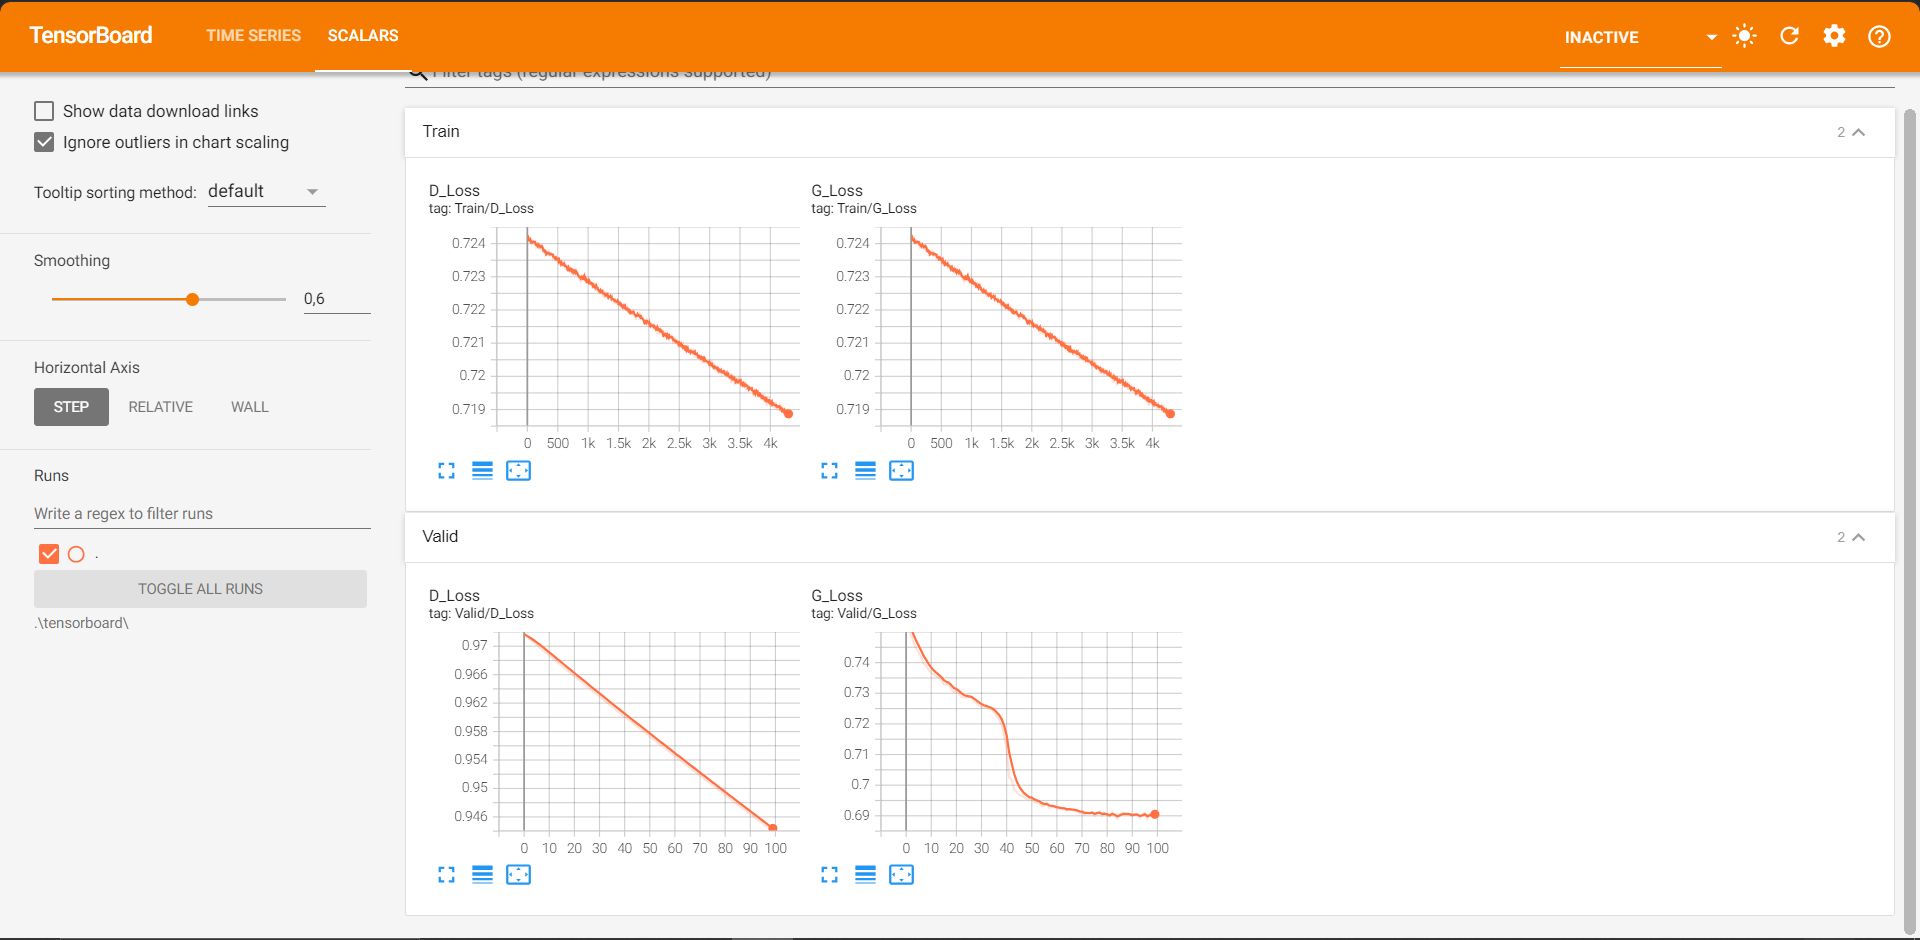 TensorBoard
TIME SERIES
SCALARS
INACTIVE
Filter tags (regular expressions supported)
Show data download links
Ignore outliers in chart scaling
Tooltip sorting method: default
Smoothing
0,6
Horizontal Axis
STEP RELATIVE WALL
Runs
Write a regex to filter runs
.
TOGGLE ALL RUNS
.\tensorboard\
Train
2
D_Loss
tag: Train/D_Loss
0.724
0.723
0.722
0.721
0.72
0.719
0 500 1k 1.5k 2k 2.5k 3k 3.5k 4k
G_Loss
tag: Train/G_Loss
0.724
0.723
0.722
0.721
0.72
0.719
0 500 1k 1.5k 2k 2.5k 3k 3.5k 4k
Valid
2
D_Loss
tag: Valid/D_Loss
0.97
0.966
0.962
0.958
0.954
0.95
0.946
0 10 20 30 40 50 60 70 80 90 100
G_Loss
tag: Valid/G_Loss
0.74
0.73
0.72
0.71
0.7
0.69
0 10 20 30 40 50 60 70 80 90 100